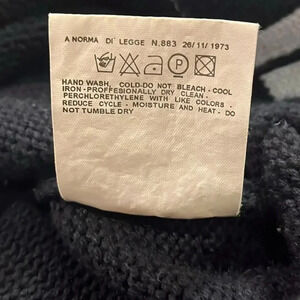 A NORMA DI' LEGGE N.883 26/11/1973
P
HAND WASH, COLD-DO NOT BLEACH - COOL
IRON - PROFFESIONALLY DRY CLEAN -
PERCHLORETHYLENE WITH LIKE COLORS -
REDUCE CYCLE - MOISTURE AND HEAT - DO
NOT TUMBLE DRY